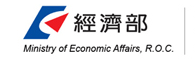 經濟部
Ministry of Economic Affairs, R.O.C.